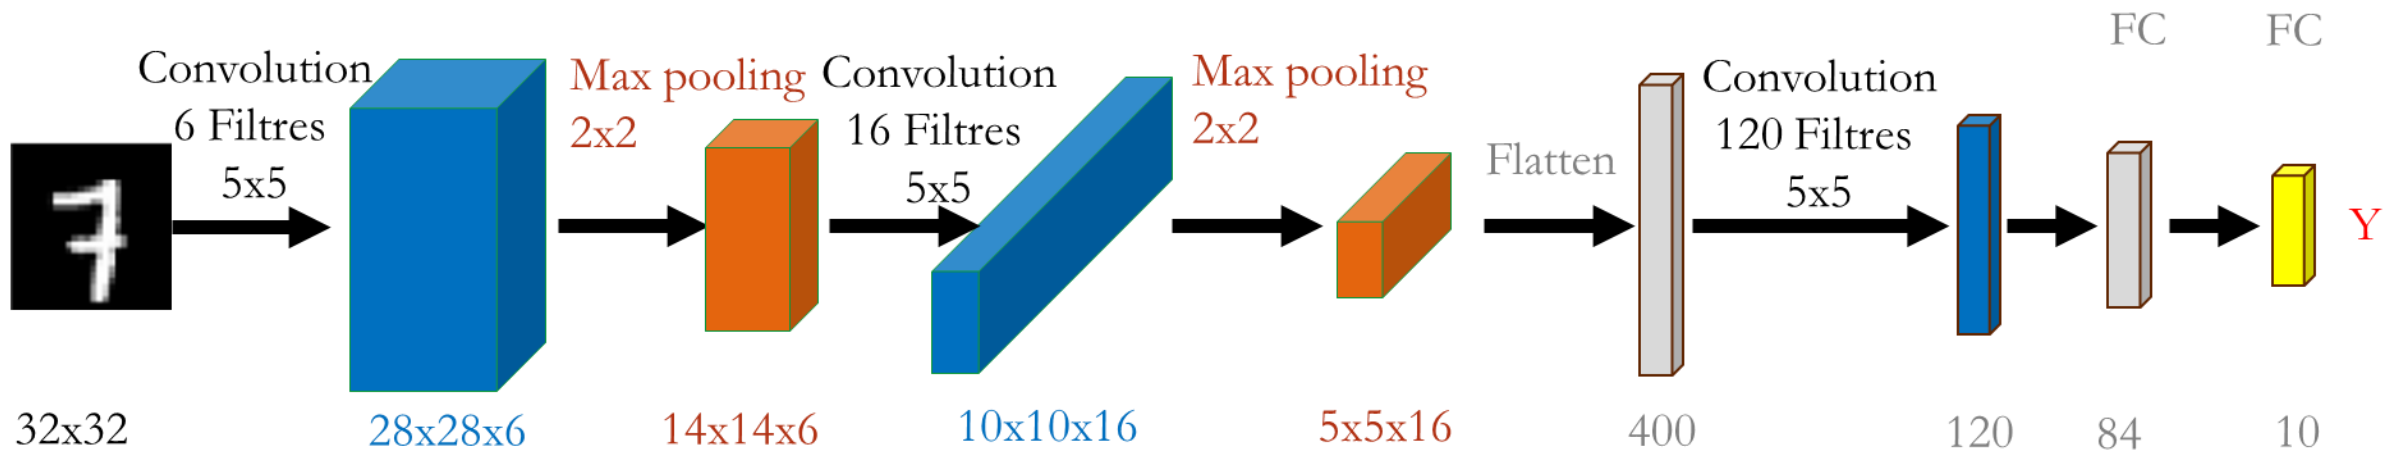 Convolution
6 Filtres
5x5
Max pooling
2x2
Convolution
16 Filtres
5x5
Max pooling
2x2
Flatten
Convolution
120 Filtres
5x5
FC
FC
Y
32x32
28x28x6
14x14x6
10x10x16
5x5x16
400
120
84
10